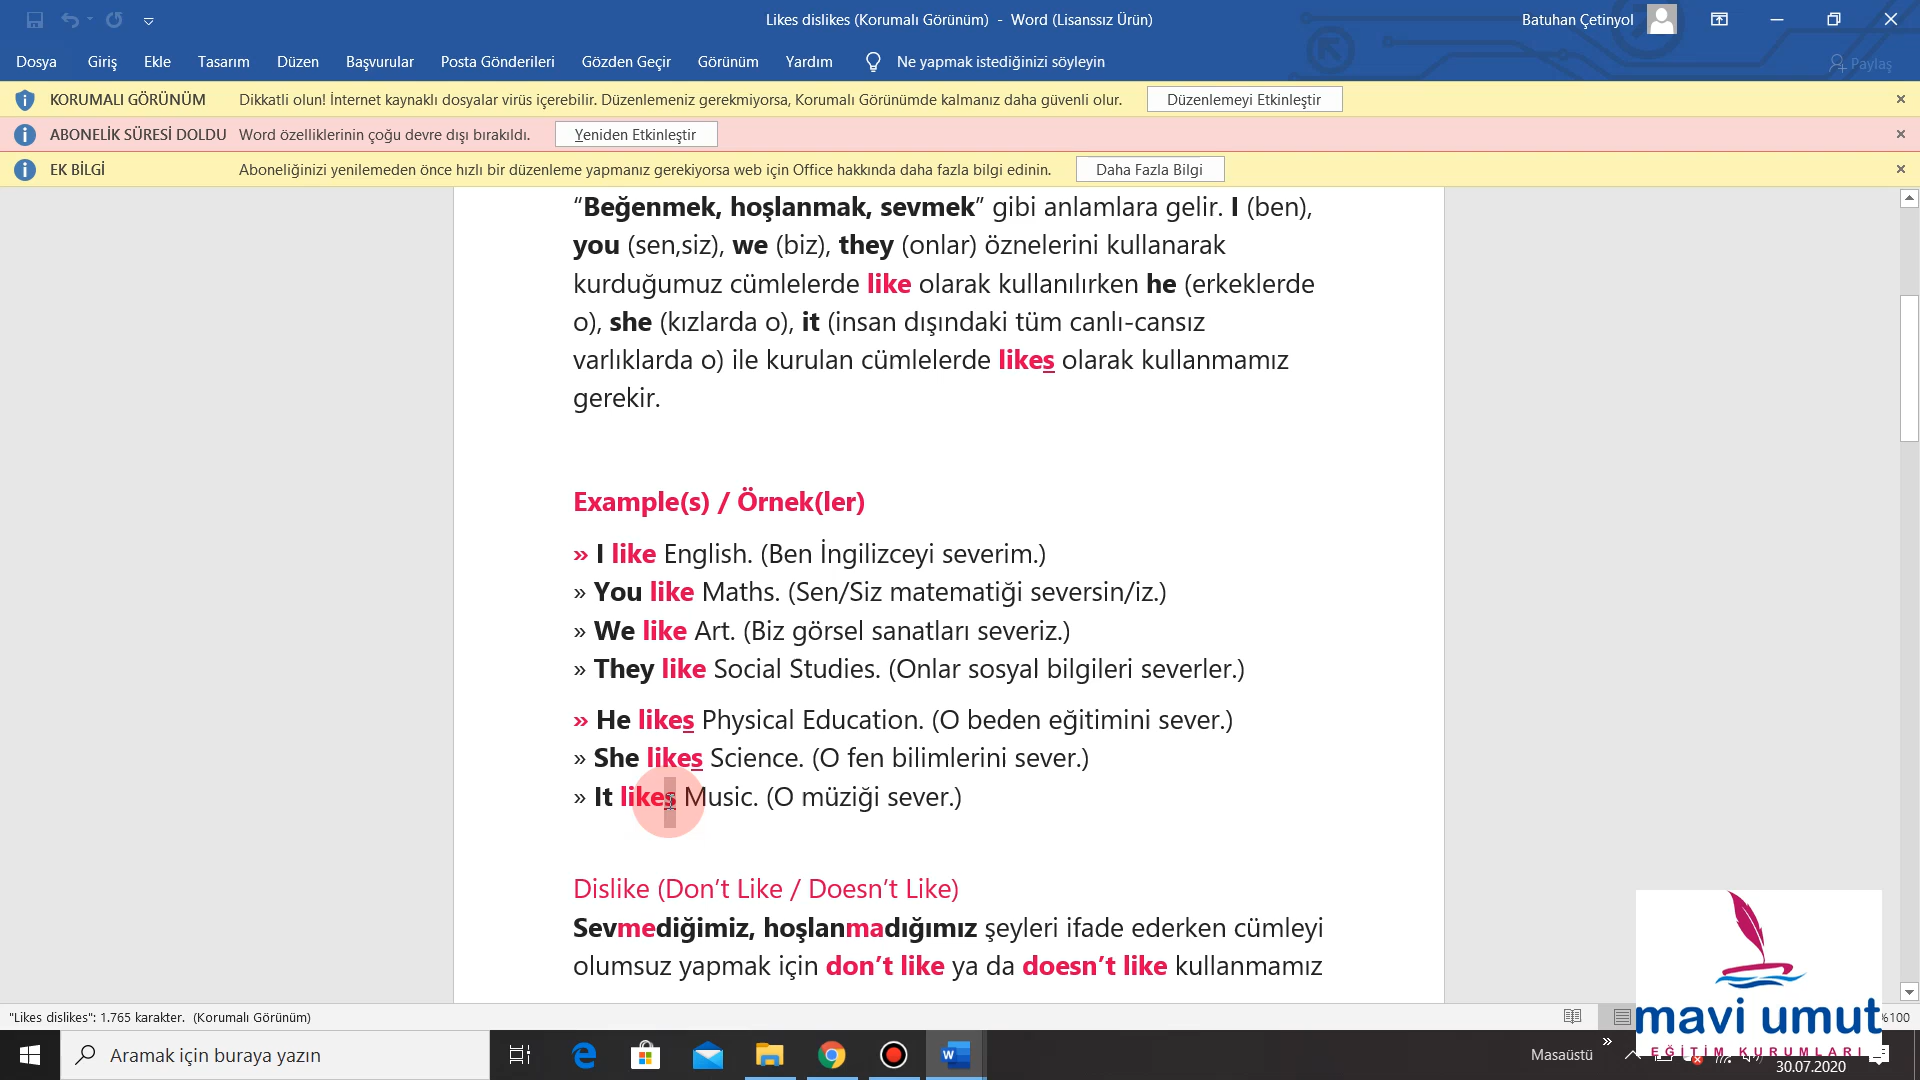 Likes dislikes (Korumalı Görünüm) - Word (Lisanssız Ürün)
Batuhan Çetinyol
Dosya Giriş Ekle Tasarım Düzen Başvurular Posta Gönderileri Gözden Geçir Görünüm Yardım Ne yapmak istediğinizi söyleyin
Paylaş
KORUMALI GÖRÜNÜM Dikkatli olun! İnternet kaynaklı dosyalar virüs içerebilir. Düzenlemeniz gerekmiyorsa, Korumalı Görünümde kalmanız daha güvenli olur. Düzenlemeyi Etkinleştir
ABONELİK SÜRESİ DOLDU Word özelliklerinin çoğu devre dışı bırakıldı. Yeniden Etkinleştir
EK BİLGİ Aboneliğinizi yenilemeden önce hızlı bir düzenleme yapmanız gerekiyorsa web için Office hakkında daha fazla bilgi edinin. Daha Fazla Bilgi
“Beğenmek, hoşlanmak, sevmek” gibi anlamlara gelir. I (ben),
you (sen,siz), we (biz), they (onlar) öznelerini kullanarak
kurduğumuz cümlelerde like olarak kullanılırken he (erkeklerde
o), she (kızlarda o), it (insan dışındaki tüm canlı-cansız
varlıklarda o) ile kurulan cümlelerde likes olarak kullanmamız
gerekir.
Example(s) / Örnek(ler)
» I like English. (Ben İngilizceyi severim.)
» You like Maths. (Sen/Siz matematiği seversin/iz.)
» We like Art. (Biz görsel sanatları severiz.)
» They like Social Studies. (Onlar sosyal bilgileri severler.)
» He likes Physical Education. (O beden eğitimini sever.)
» She likes Science. (O fen bilimlerini sever.)
» It likes Music. (O müziği sever.)
Dislike (Don’t Like / Doesn’t Like)
Sevmediğimiz, hoşlanmadığımız şeyleri ifade ederken cümleyi
olumsuz yapmak için don’t like ya da doesn’t like kullanmamız
"Likes dislikes": 1.765 karakter. (Korumalı Görünüm)
%100
mavi umut
EĞİTİM KURUMLARI
Aramak için buraya yazın
Masaüstü
30.07.2020